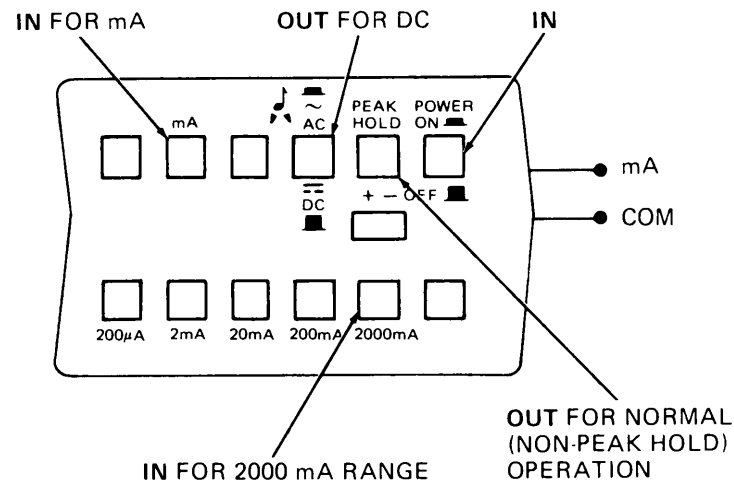 IN FOR mA
OUT FOR DC
IN
mA
~
AC
PEAK
HOLD
POWER
ON
mA
DC
+ − OFF
COM
200μA 2mA 20mA 200mA 2000mA
IN FOR 2000 mA RANGE
OUT FOR NORMAL
(NON-PEAK HOLD)
OPERATION